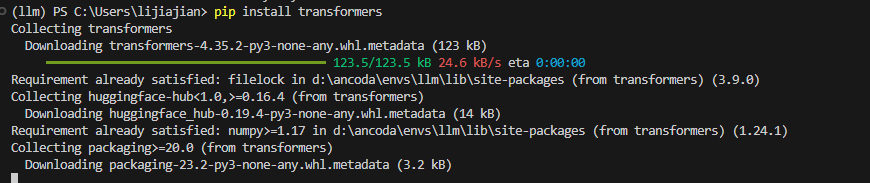 (llm) PS C:\Users\lijiajian> pip install transformers
Collecting transformers
Downloading transformers-4.35.2-py3-none-any.whl.metadata (123 kB)
123.5/123.5 kB 24.6 kB/s eta 0:00:00
Requirement already satisfied: filelock in d:\ancoda\envs\llm\lib\site-packages (from transformers) (3.9.0)
Collecting huggingface-hub<1.0,>=0.16.4 (from transformers)
Downloading huggingface_hub-0.19.4-py3-none-any.whl.metadata (14 kB)
Requirement already satisfied: numpy>=1.17 in d:\ancoda\envs\llm\lib\site-packages (from transformers) (1.24.1)
Collecting packaging>=20.0 (from transformers)
Downloading packaging-23.2-py3-none-any.whl.metadata (3.2 kB)